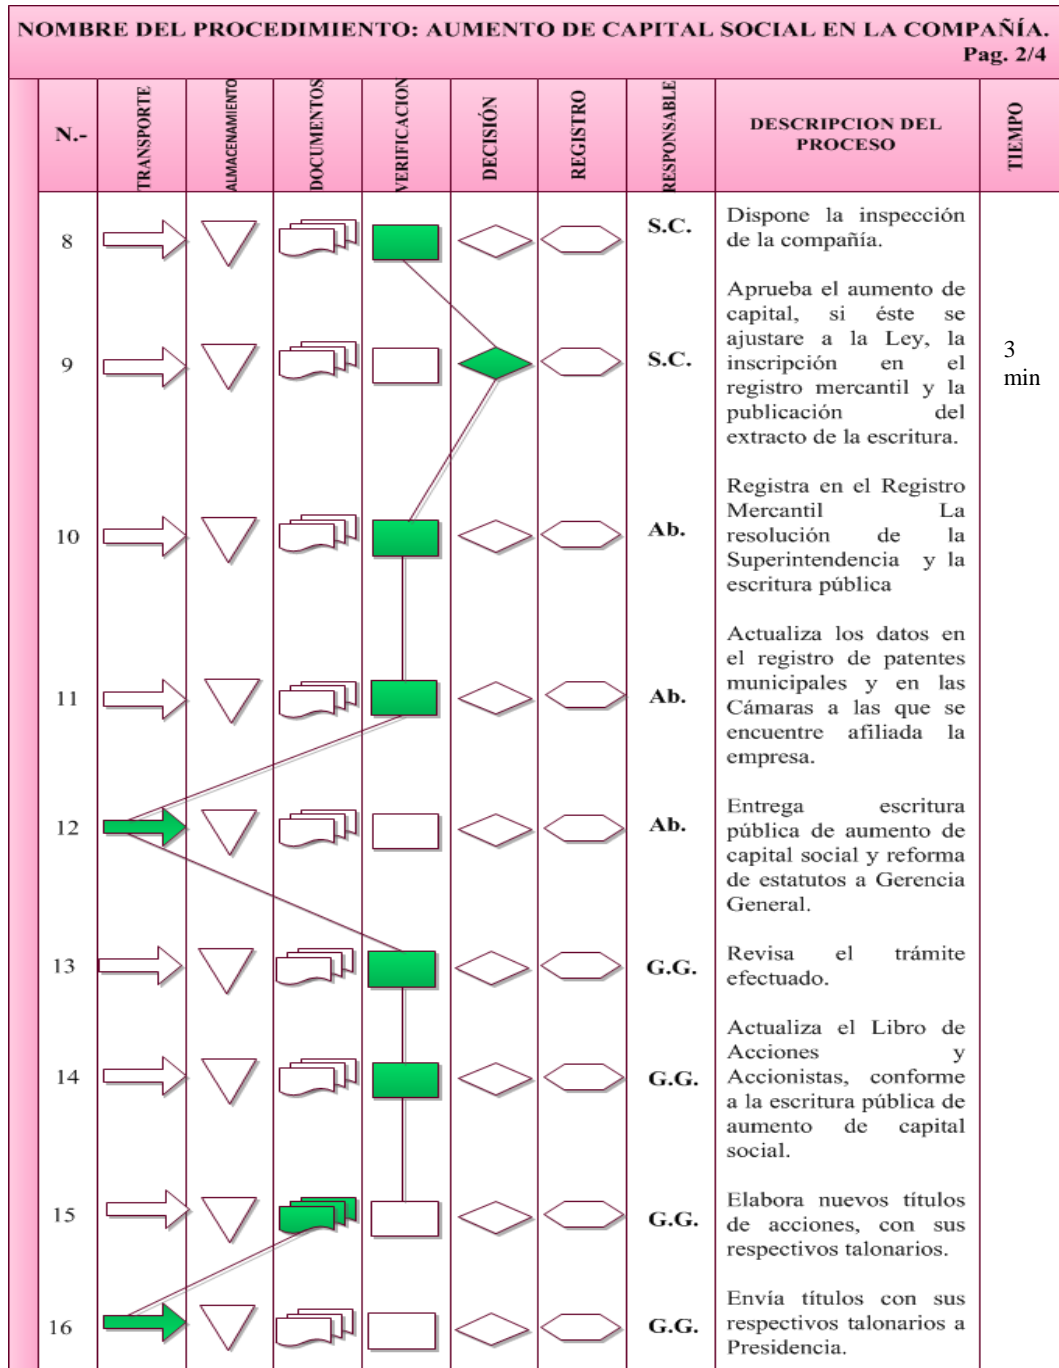 NOMBRE DEL PROCEDIMIENTO: AUMENTO DE CAPITAL SOCIAL EN LA COMPAÑÍA.
Pag. 2/4
N.-
TRANSPORTE
ALMACENAMIENTO
DOCUMENTOS
VERIFICACION
DECISIÓN
REGISTRO
RESPONSABLE
DESCRIPCION DEL
PROCESO
TIEMPO
8
S.C.
Dispone la inspección
de la compañía.
9
S.C.
Aprueba el aumento de
capital, si éste se
ajustare a la Ley, la
inscripción en el
registro mercantil y la
publicación del
extracto de la escritura.
3
min
10
Ab.
Registra en el Registro
Mercantil La
resolución de la
Superintendencia y la
escritura pública
11
Ab.
Actualiza los datos en
el registro de patentes
municipales y en las
Cámaras a las que se
encuentre afiliada la
empresa.
12
Ab.
Entrega escritura
pública de aumento de
capital social y reforma
de estatutos a Gerencia
General.
13
G.G.
Revisa el trámite
efectuado.
14
G.G.
Actualiza el Libro de
Acciones y
Accionistas, conforme
a la escritura pública de
aumento de capital
social.
15
G.G.
Elabora nuevos títulos
de acciones, con sus
respectivos talonarios.
16
G.G.
Envía títulos con sus
respectivos talonarios a
Presidencia.